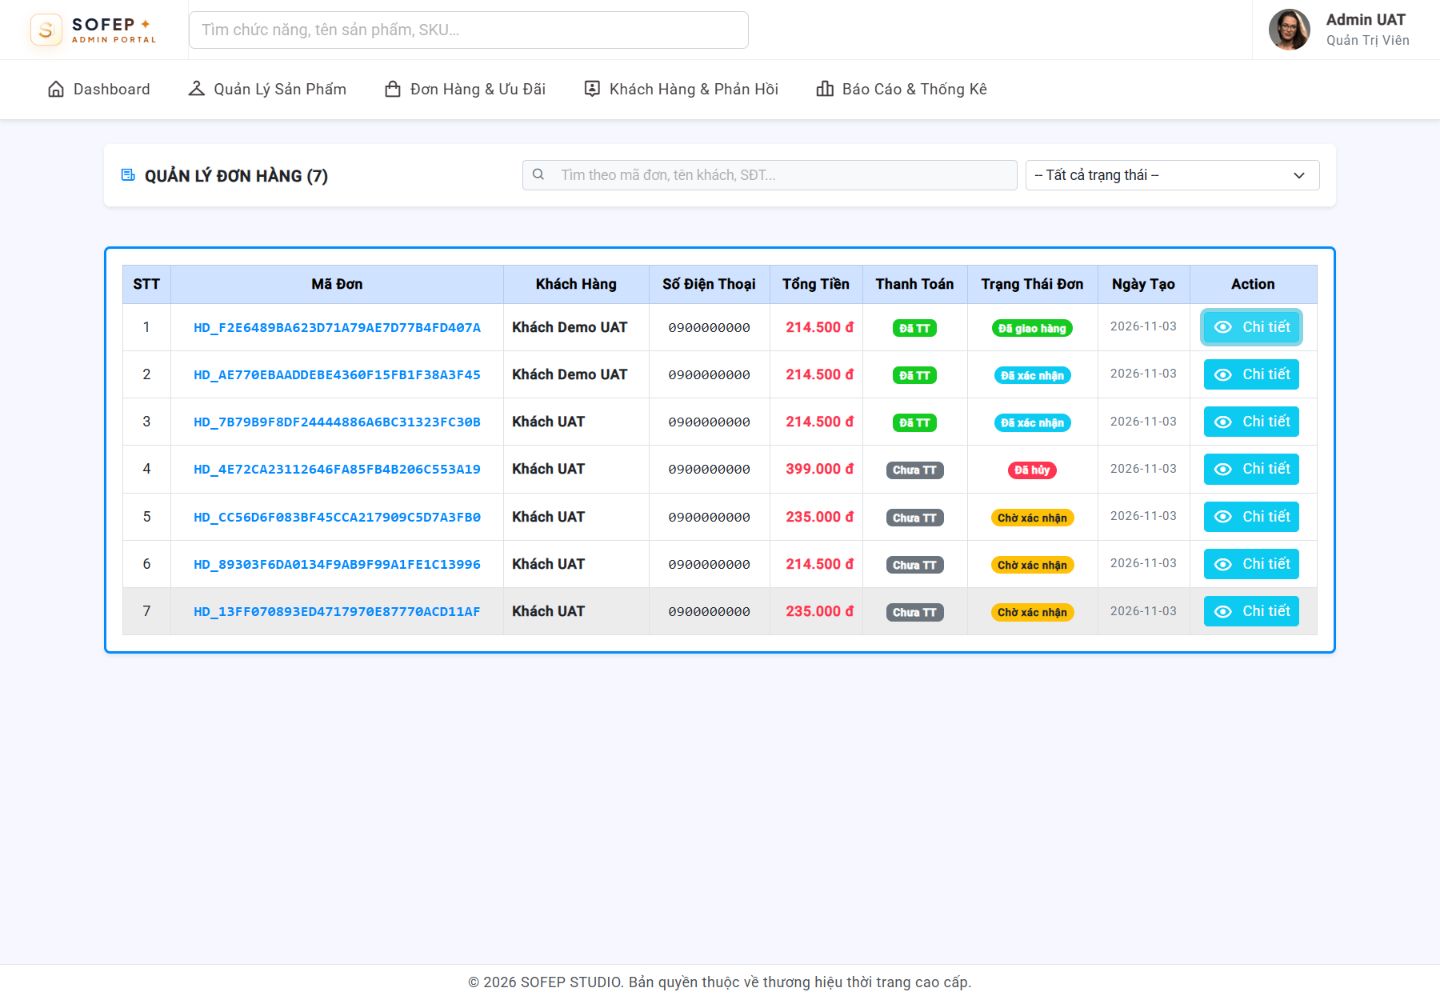 SOFEP
ADMIN PORTAL
Tìm chức năng, tên sản phẩm, SKU...
Admin UAT
Quản Trị Viên
Dashboard Quản Lý Sản Phẩm Đơn Hàng & Ưu Đãi Khách Hàng & Phản Hồi Báo Cáo & Thống Kê
QUẢN LÝ ĐƠN HÀNG (7) Tìm theo mã đơn, tên khách, SĐT... -- Tất cả trạng thái --
STT Mã Đơn Khách Hàng Số Điện Thoại Tổng Tiền Thanh Toán Trạng Thái Đơn Ngày Tạo Action
1 HD_F2E6489BA623D71A79AE7D77B4FD407A Khách Demo UAT 0900000000 214.500 đ Đã TT Đã giao hàng 2026-11-03 Chi tiết
2 HD_AE770EBAADDEBE4360F15FB1F38A3F45 Khách Demo UAT 0900000000 214.500 đ Đã TT Đã xác nhận 2026-11-03 Chi tiết
3 HD_7B79B9F8DF24444886A6BC31323FC30B Khách UAT 0900000000 214.500 đ Đã TT Đã xác nhận 2026-11-03 Chi tiết
4 HD_4E72CA23112646FA85FB4B206C553A19 Khách UAT 0900000000 399.000 đ Chưa TT Đã hủy 2026-11-03 Chi tiết
5 HD_CC56D6F083BF45CCA217909C5D7A3FB0 Khách UAT 0900000000 235.000 đ Chưa TT Chờ xác nhận 2026-11-03 Chi tiết
6 HD_89303F6DA0134F9AB9F99A1FE1C13996 Khách UAT 0900000000 214.500 đ Chưa TT Chờ xác nhận 2026-11-03 Chi tiết
7 HD_13FF070893ED4717970E87770ACD11AF Khách UAT 0900000000 235.000 đ Chưa TT Chờ xác nhận 2026-11-03 Chi tiết
© 2026 SOFEP STUDIO. Bản quyền thuộc về thương hiệu thời trang cao cấp.